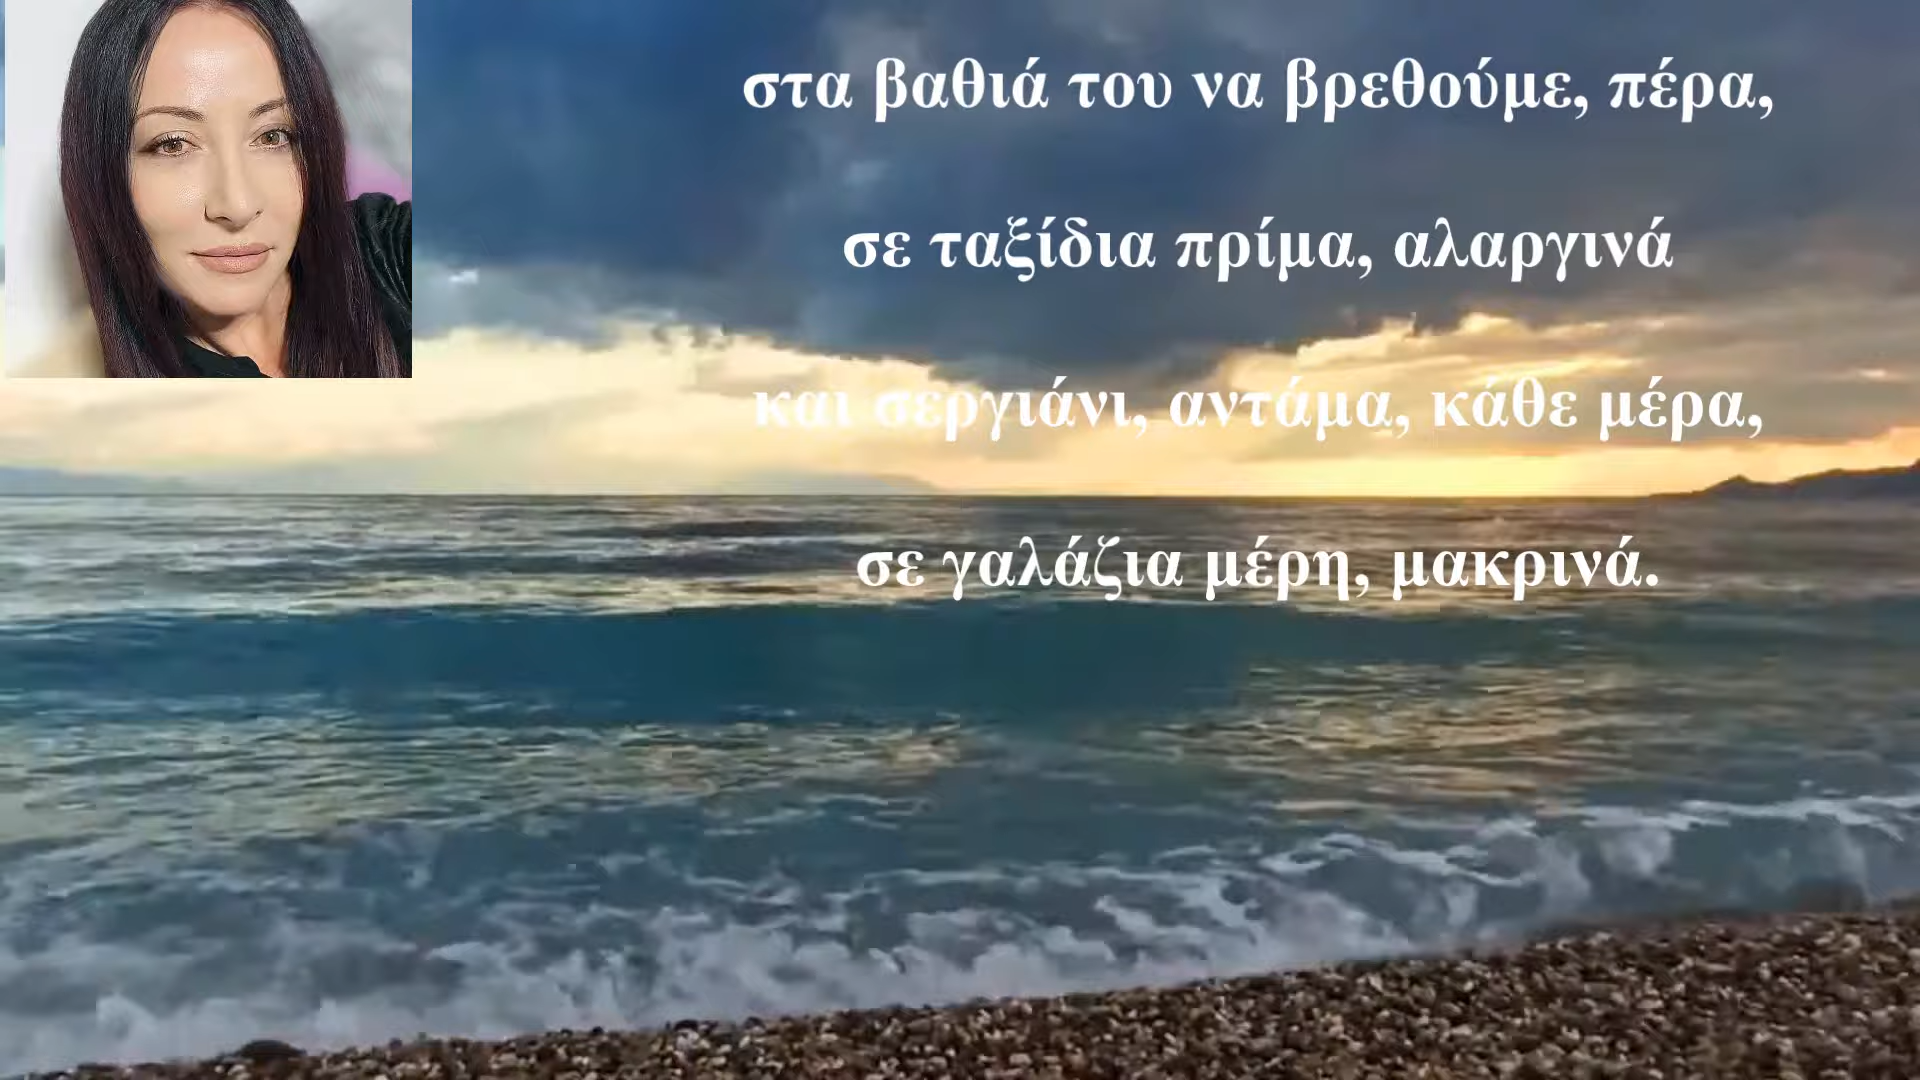 στα βαθιά του να βρεθούμε, πέρα,
σε ταξίδια πρίμα, αλαργινά
και σεργιάνι, αντάμα, κάθε μέρα,
σε γαλάζια μέρη, μακρινά.